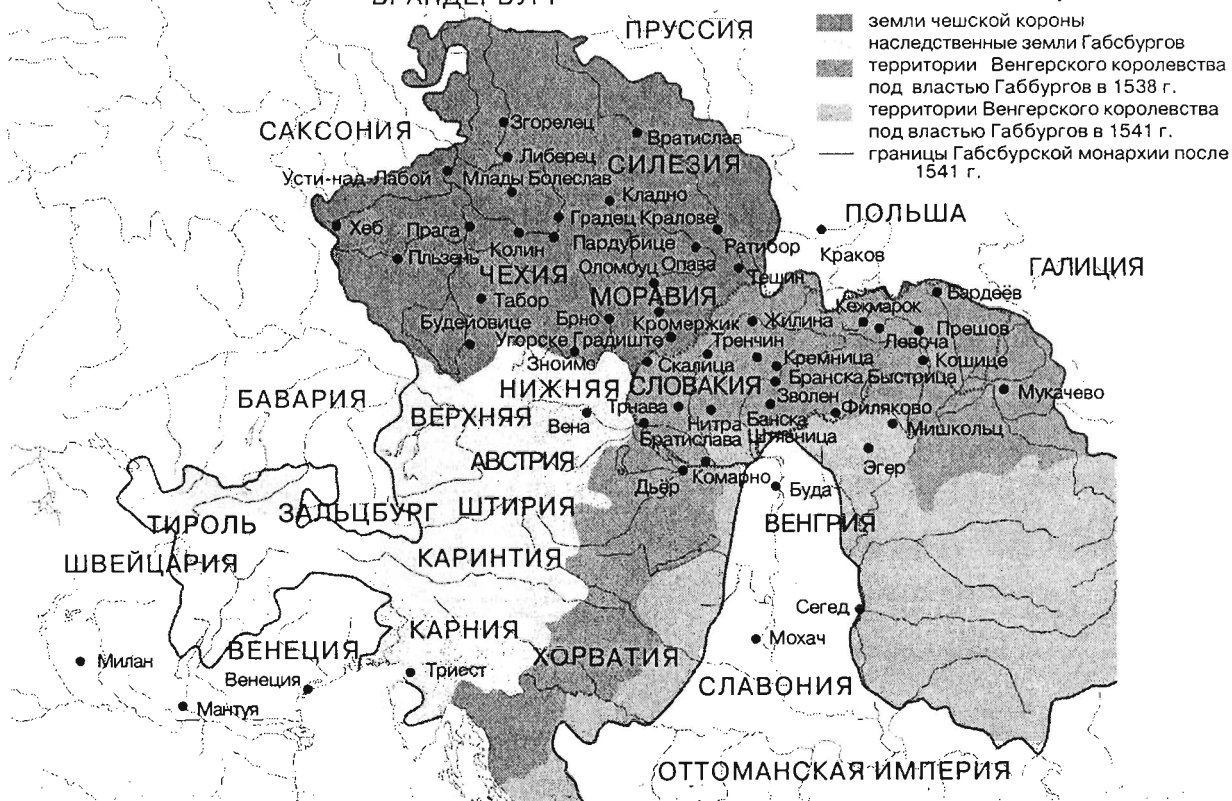 ПРУССИЯ
земли чешской короны
наследственные земли Габсбургов
территории Венгерского королевства
под властью Габбургов в 1538 г.
территории Венгерского королевства
под властью Габбургов в 1541 г.
границы Габсбурской монархии после
1541 г.
САКСОНИЯ
Згорелец
Вратислав
Либерец
СИЛЕЗИЯ
Усти-над-Лабой
Млады Болеслав
Кладно
Хеб
Прага
Градец Кралове
ПОЛЬША
Колин
Пардубице
Ратибор
Краков
Пльзень
ЧЕХИЯ
Оломоуц
Опава
Тешин
ГАЛИЦИЯ
Табор
МОРАВИЯ
Бардеёв
Будейовице
Брно
Кромержик
Жилина
Кежмарок
Прешов
Угорске Градиште
Тренчин
Левоча
Зноймо
Скалица
Кремница
Кошице
НИЖНЯЯ
СЛОВАКИЯ
Бранска Быстрица
БАВАРИЯ
ВЕРХНЯЯ
Зволен
Мукачево
Вена
Трнава
Нитра
Банска
Штявница
Филяково
Братислава
Мишкольц
АВСТРИЯ
Эгер
Дьёр
Комарно
Буда
ТИРОЛЬ
ЗАЛЬЦБУРГ
ШТИРИЯ
ВЕНГРИЯ
ШВЕЙЦАРИЯ
КАРИНТИЯ
Сегед
КАРНИЯ
Мохач
Милан
ВЕНЕЦИЯ
ХОРВАТИЯ
Венеция
Триест
СЛАВОНИЯ
Мантуя
ОТТОМАНСКАЯ ИМПЕРИЯ